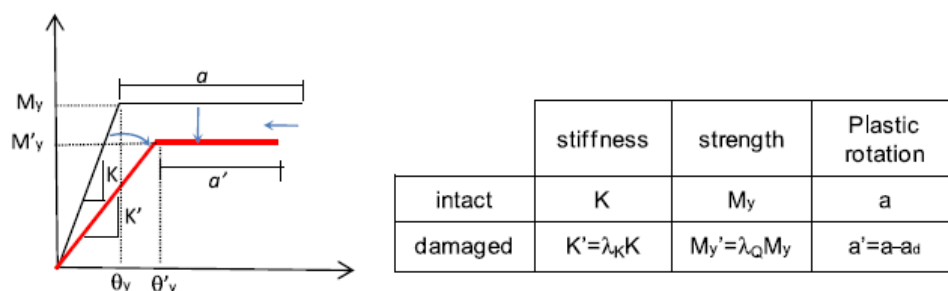 a
My
M'y
K
a'
K'
θy θ'y
stiffness strength Plastic rotation
intact K My a
damaged K'=λKK My'=λQMy a'=a-ad